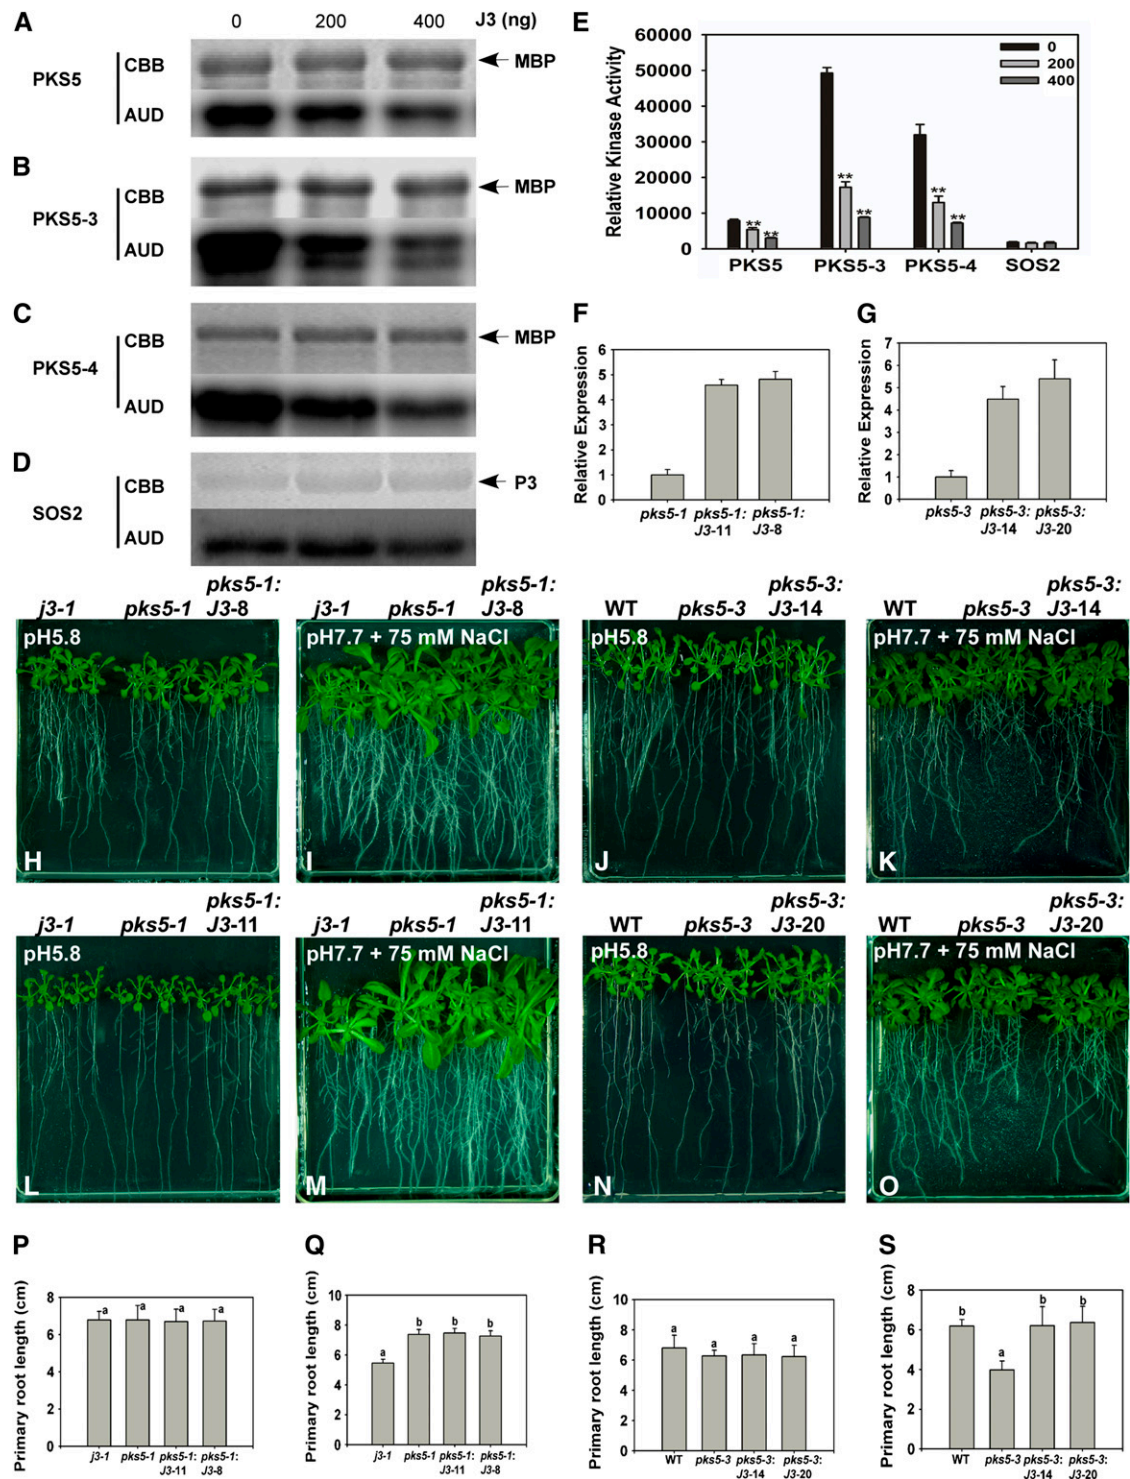 A
0 200 400 J3 (ng)
PKS5
CBB
AUD
MBP
B
PKS5-3
CBB
AUD
MBP
C
PKS5-4
CBB
AUD
MBP
D
SOS2
CBB
AUD
P3
E
Relative Kinase Activity
60000
50000
40000
30000
20000
10000
0
0
200
400
** ** ** ** ** **
PKS5 PKS5-3 PKS5-4 SOS2
F
Relative Expression
6
5
4
3
2
1
0
pks5-1 pks5-1: pks5-1:
J3-11 J3-8
G
Relative Expression
7
6
5
4
3
2
1
0
pks5-3 pks5-3: pks5-3:
J3-14 J3-20
pks5-1:
j3-1 pks5-1 J3-8
pH5.8
H
pks5-1:
j3-1 pks5-1 J3-8
pH7.7 + 75 mM NaCl
I
pks5-3:
WT pks5-3 J3-14
pH5.8
J
pks5-3:
WT pks5-3 J3-14
pH7.7 + 75 mM NaCl
K
pks5-1:
j3-1 pks5-1 J3-11
pH5.8
L
pks5-1:
j3-1 pks5-1 J3-11
pH7.7 + 75 mM NaCl
M
pks5-3:
WT pks5-3 J3-20
pH5.8
N
pks5-3:
WT pks5-3 J3-20
pH7.7 + 75 mM NaCl
O
P
Primary root length (cm)
8
6
4
2
0
a a a a
j3-1 pks5-1 pks5-1: pks5-1:
J3-11 J3-8
Q
Primary root length (cm)
10
8
6
4
2
0
a b b b
j3-1 pks5-1 pks5-1: pks5-1:
J3-11 J3-8
R
Primary root length (cm)
10
8
6
4
2
0
a a a a
WT pks5-3 pks5-3: pks5-3:
J3-14 J3-20
S
Primary root length (cm)
8
6
4
2
0
b a b b
WT pks5-3 pks5-3: pks5-3:
J3-14 J3-20